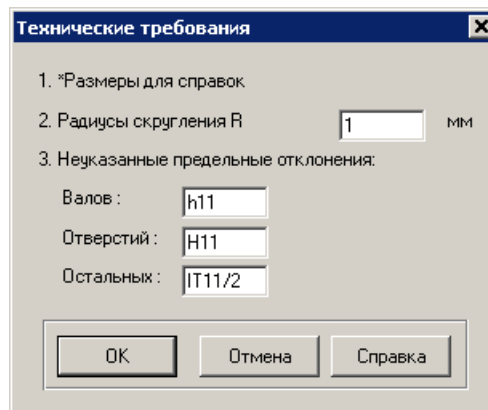 Технические требования
1. *Размеры для справок
2. Радиусы скругления R 1 мм
3. Неуказанные предельные отклонения:
Валов : h11
Отверстий : H11
Остальных : IT11/2
OK Отмена Справка